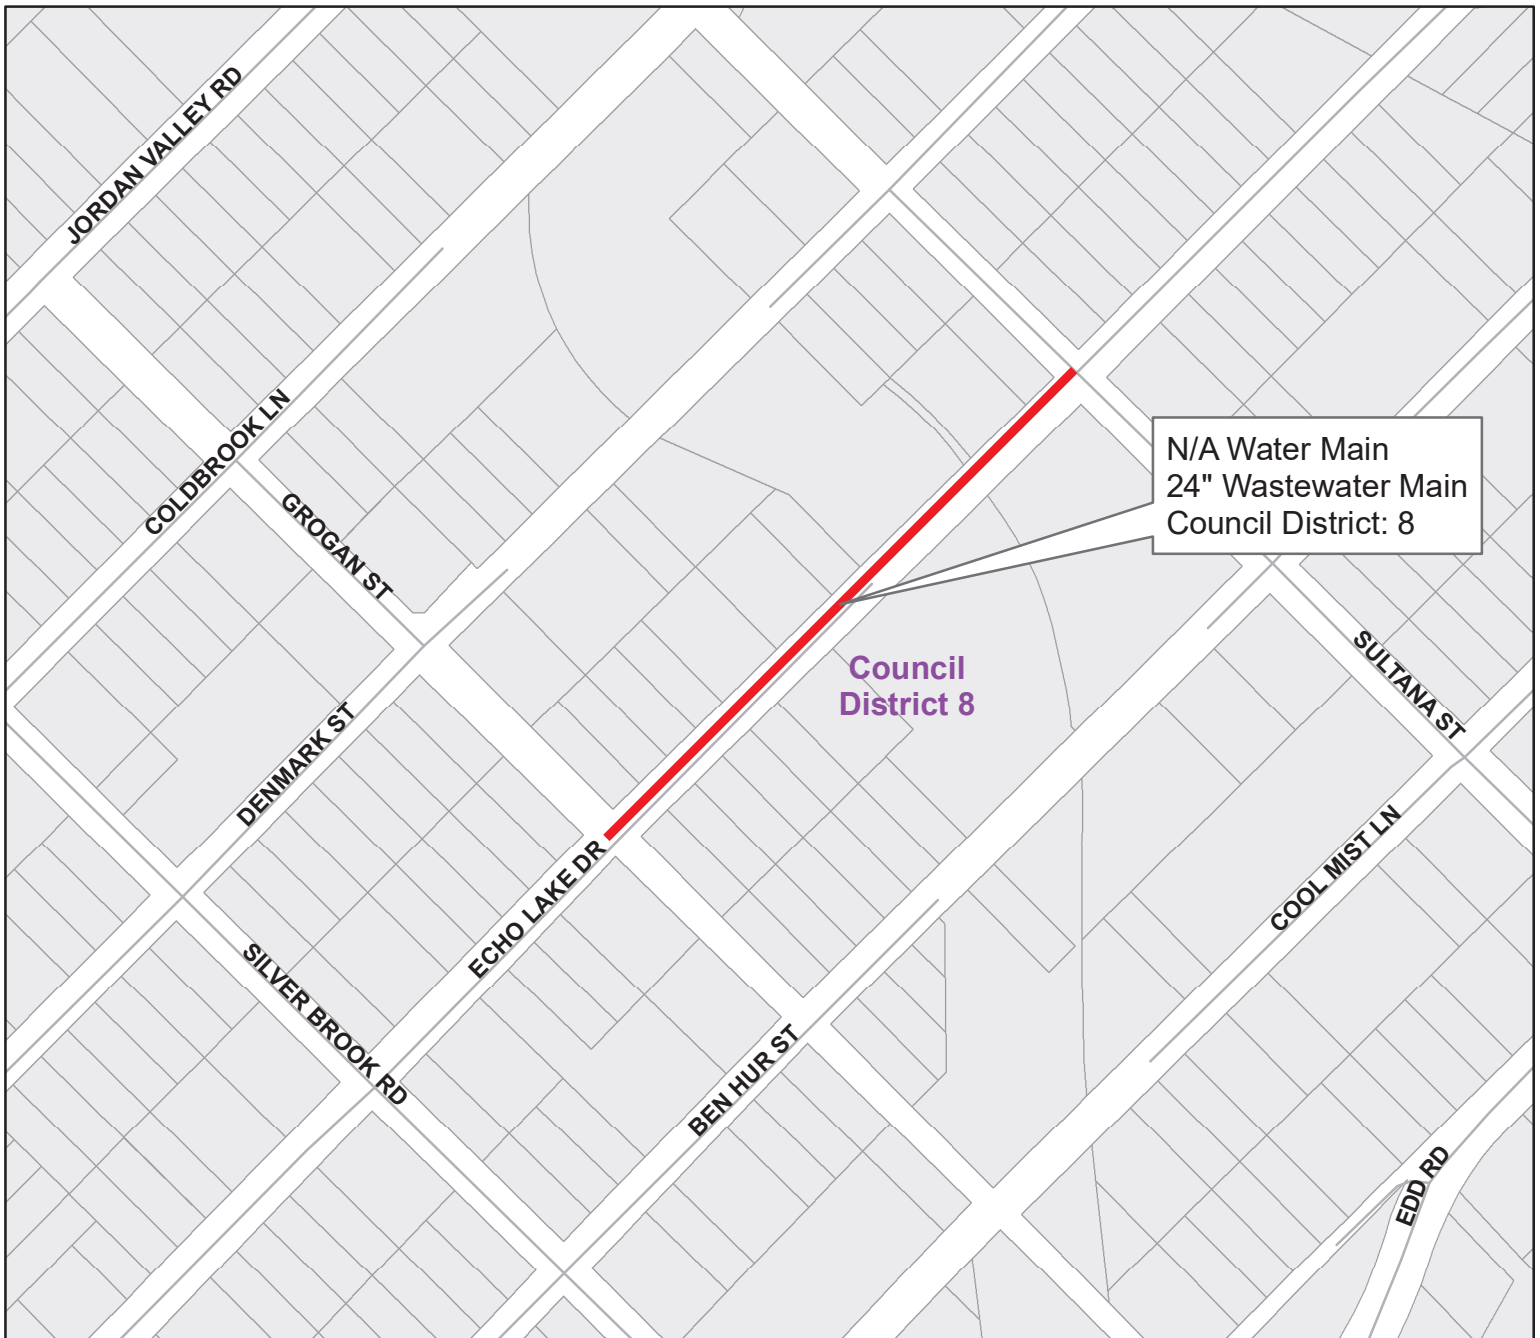 JORDAN VALLEY RD
COLDBROOK LN
GROGAN ST
N/A Water Main
24" Wastewater Main
Council District: 8
Council
District 8
SULTANA ST
DENMARK ST
ECHO LAKE DR
COOL MIST LN
SILVER BROOK RD
BEN HUR ST
EDD RD